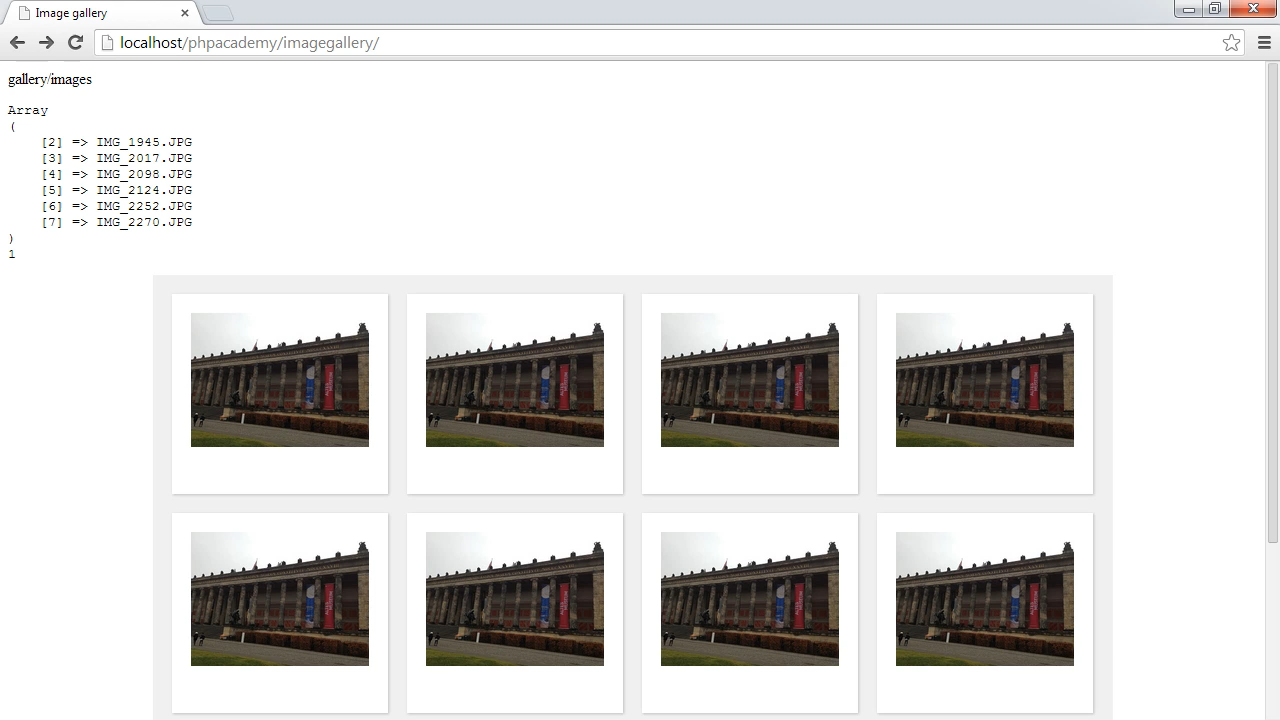 Image gallery
localhost/phpacademy/imagegallery/
gallery/images
Array
(
[2] => IMG_1945.JPG
[3] => IMG_2017.JPG
[4] => IMG_2098.JPG
[5] => IMG_2124.JPG
[6] => IMG_2252.JPG
[7] => IMG_2270.JPG
)
1